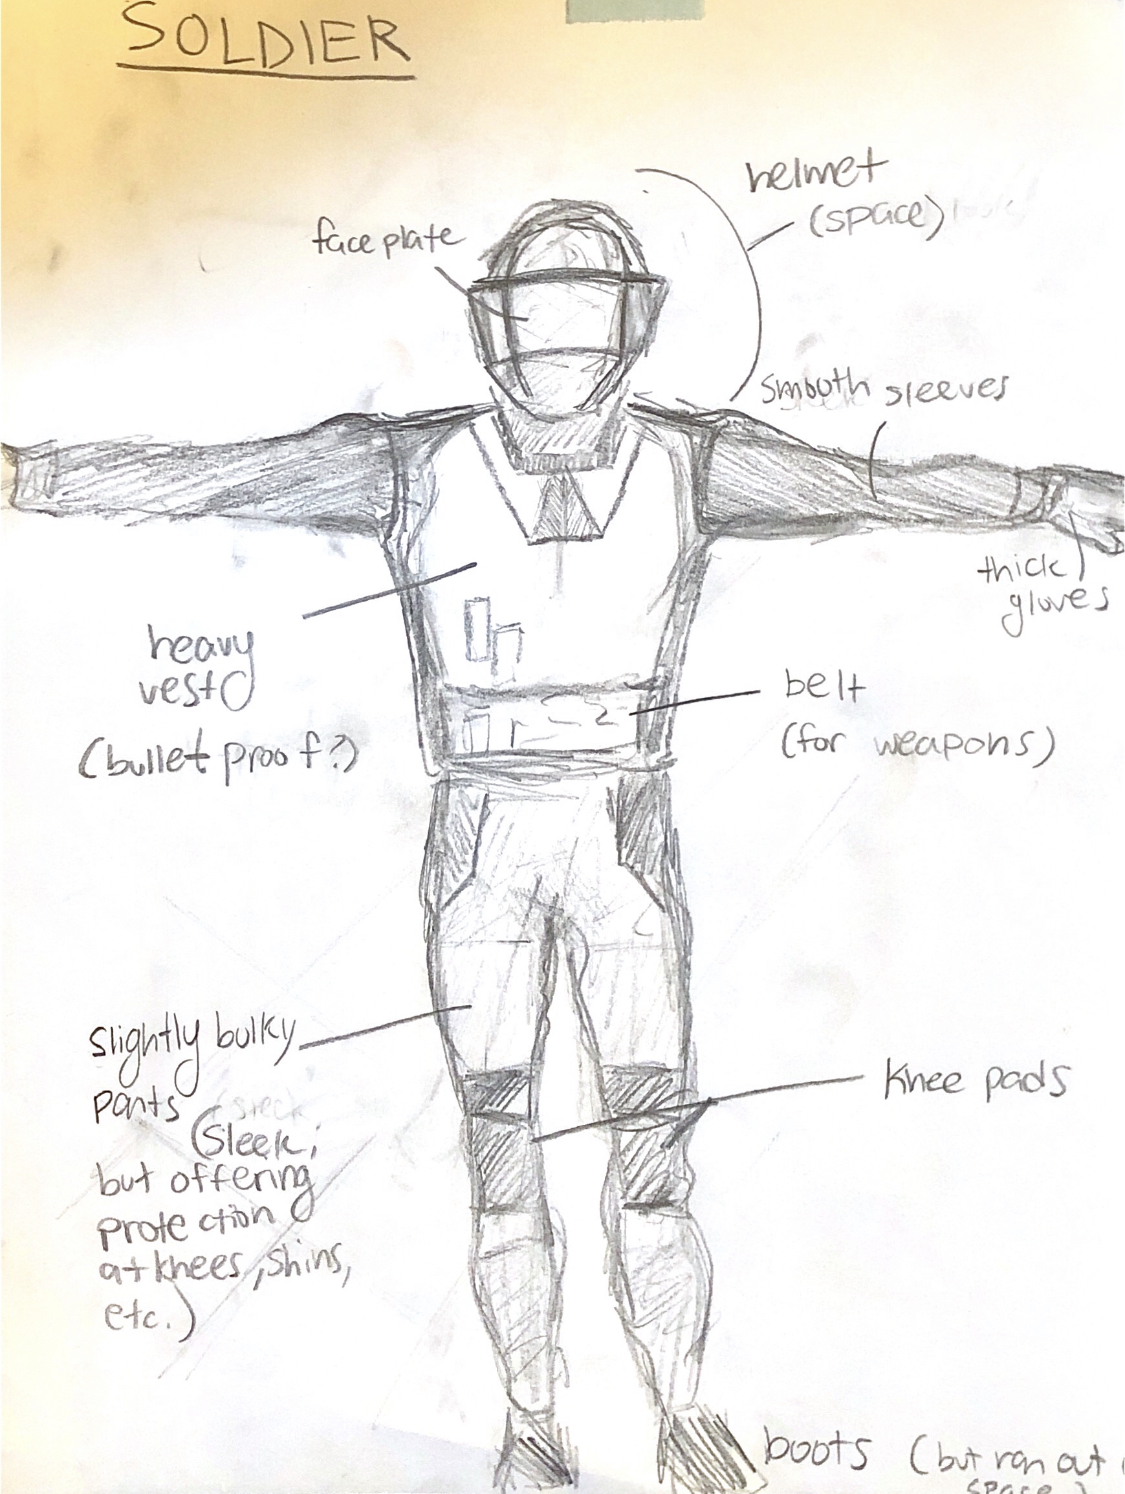 SOLDIER
helmet
(space)
face plate
smooth sleeves
thick
gloves
heavy
vest
(bullet proof?)
belt
(for weapons)
slightly bulky
pants
(Sleek,
but offering
protection
at knees, shins,
etc.)
knee pads
boots (but ran out
space)